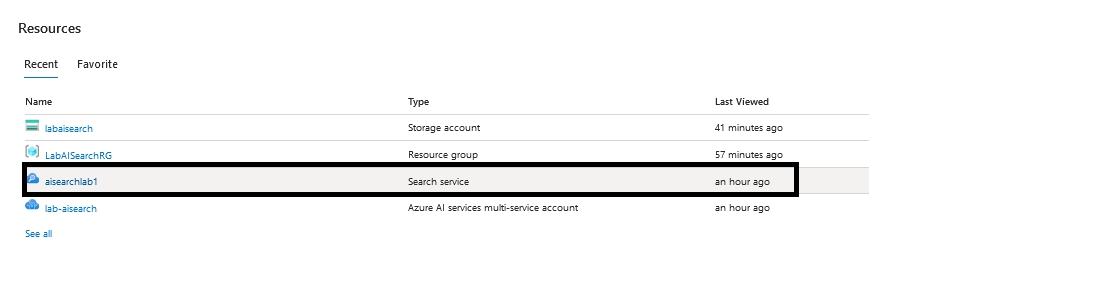 Resources
Recent Favorite
Name Type Last Viewed
labaisearch Storage account 41 minutes ago
LabAISearchRG Resource group 57 minutes ago
aisearchlab1 Search service an hour ago
lab-aisearch Azure AI services multi-service account an hour ago
See all